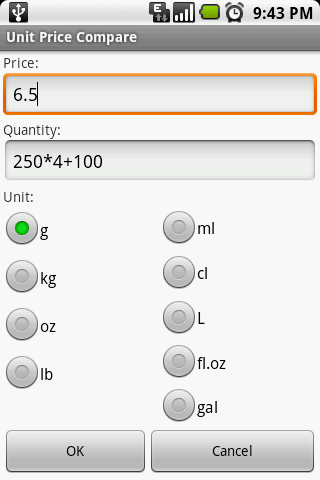 9:43 PM
Unit Price Compare
Price:
6.5
Quantity:
250*4+100
Unit:
g
ml
kg
cl
oz
L
lb
fl.oz
gal
OK
Cancel